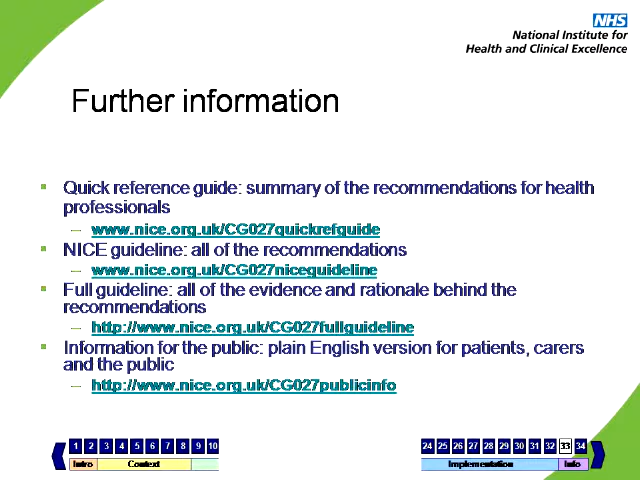 NHS
National Institute for
Health and Clinical Excellence
Further information
Quick reference guide: summary of the recommendations for health
professionals
– www.nice.org.uk/CG027quickrefguide
NICE guideline: all of the recommendations
– www.nice.org.uk/CG027niceguideline
Full guideline: all of the evidence and rationale behind the
recommendations
– http://www.nice.org.uk/CG027fullguideline
Information for the public: plain English version for patients, carers
and the public
– http://www.nice.org.uk/CG027publicinfo
1 2 3 4 5 6 7 8 9 10 24 25 26 27 28 29 30 31 32 33 34
Intro Context Implementation Info